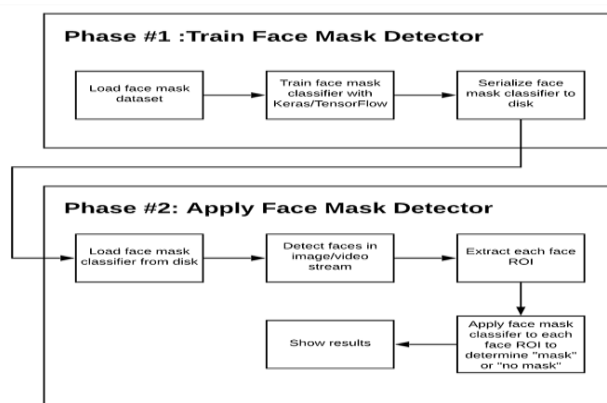 Phase #1 :Train Face Mask Detector
Load face mask
dataset
Train face mask
classifier with
Keras/TensorFlow
Serialize face
mask classifier to
disk
Phase #2: Apply Face Mask Detector
Load face mask
classifier from disk
Detect faces in
image/video
stream
Extract each face
ROI
Apply face mask
classifer to each
face ROI to
determine "mask"
or "no mask"
Show results